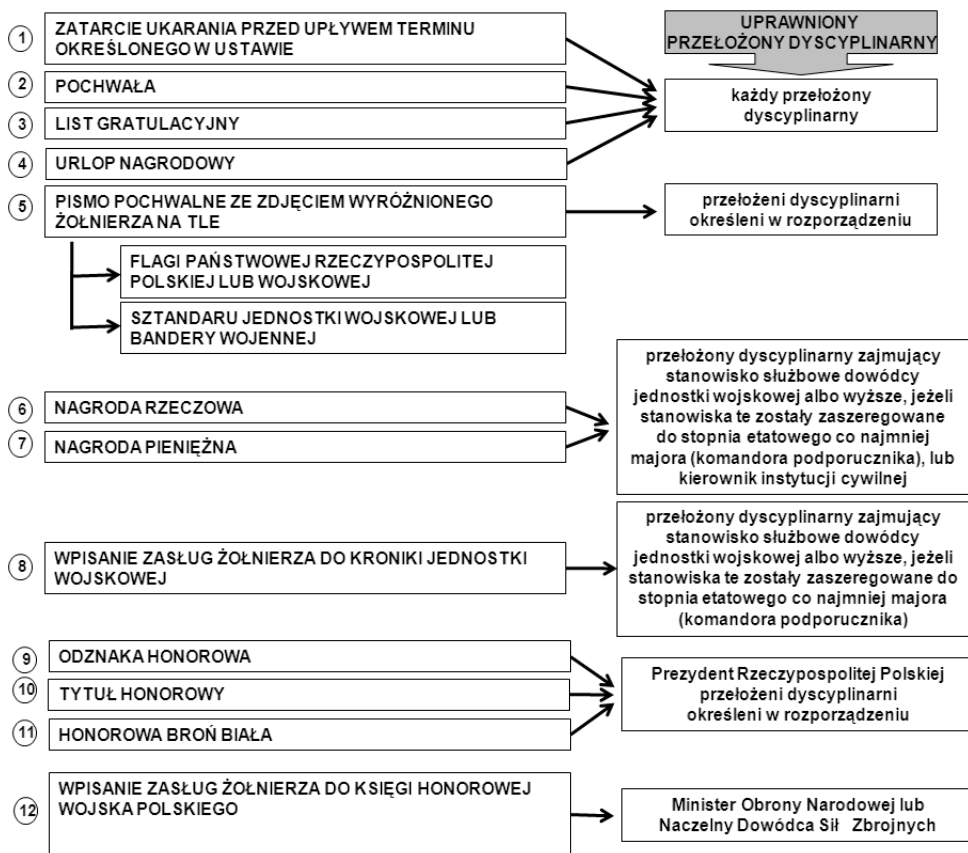 UPRAWNIONY
PRZEŁOŻONY DYSCYPLINARNY
1
ZATARCIE UKARANIA PRZED UPŁYWEM TERMINU
OKREŚLONEGO W USTAWIE
2
POCHWAŁA
3
LIST GRATULACYJNY
4
URLOP NAGRODOWY
każdy przełożony
dyscyplinarny
5
PISMO POCHWALNE ZE ZDJĘCIEM WYRÓŻNIONEGO
ŻOŁNIERZA NA TLE
przełożeni dyscyplinarni
określeni w rozporządzeniu
FLAGI PAŃSTWOWEJ RZECZYPOSPOLITEJ
POLSKIEJ LUB WOJSKOWEJ
SZTANDARU JEDNOSTKI WOJSKOWEJ LUB
BANDERY WOJENNEJ
6
NAGRODA RZECZOWA
7
NAGRODA PIENIĘŻNA
przełożony dyscyplinarny zajmujący
stanowisko służbowe dowódcy
jednostki wojskowej albo wyższe, jeżeli
stanowiska te zostały zaszeregowane
do stopnia etatowego co najmniej
majora (komandora podporucznika), lub
kierownik instytucji cywilnej
8
WPISANIE ZASŁUG ŻOŁNIERZA DO KRONIKI JEDNOSTKI
WOJSKOWEJ
przełożony dyscyplinarny zajmujący
stanowisko służbowe dowódcy
jednostki wojskowej albo wyższe, jeżeli
stanowiska te zostały zaszeregowane do
stopnia etatowego co najmniej majora
(komandora podporucznika)
9
ODZNAKA HONOROWA
10
TYTUŁ HONOROWY
11
HONOROWA BROŃ BIAŁA
Prezydent Rzeczypospolitej Polskiej
przełożeni dyscyplinarni
określeni w rozporządzeniu
12
WPISANIE ZASŁUG ŻOŁNIERZA DO KSIĘGI HONOROWEJ
WOJSKA POLSKIEGO
Minister Obrony Narodowej lub
Naczelny Dowódca Sił Zbrojnych